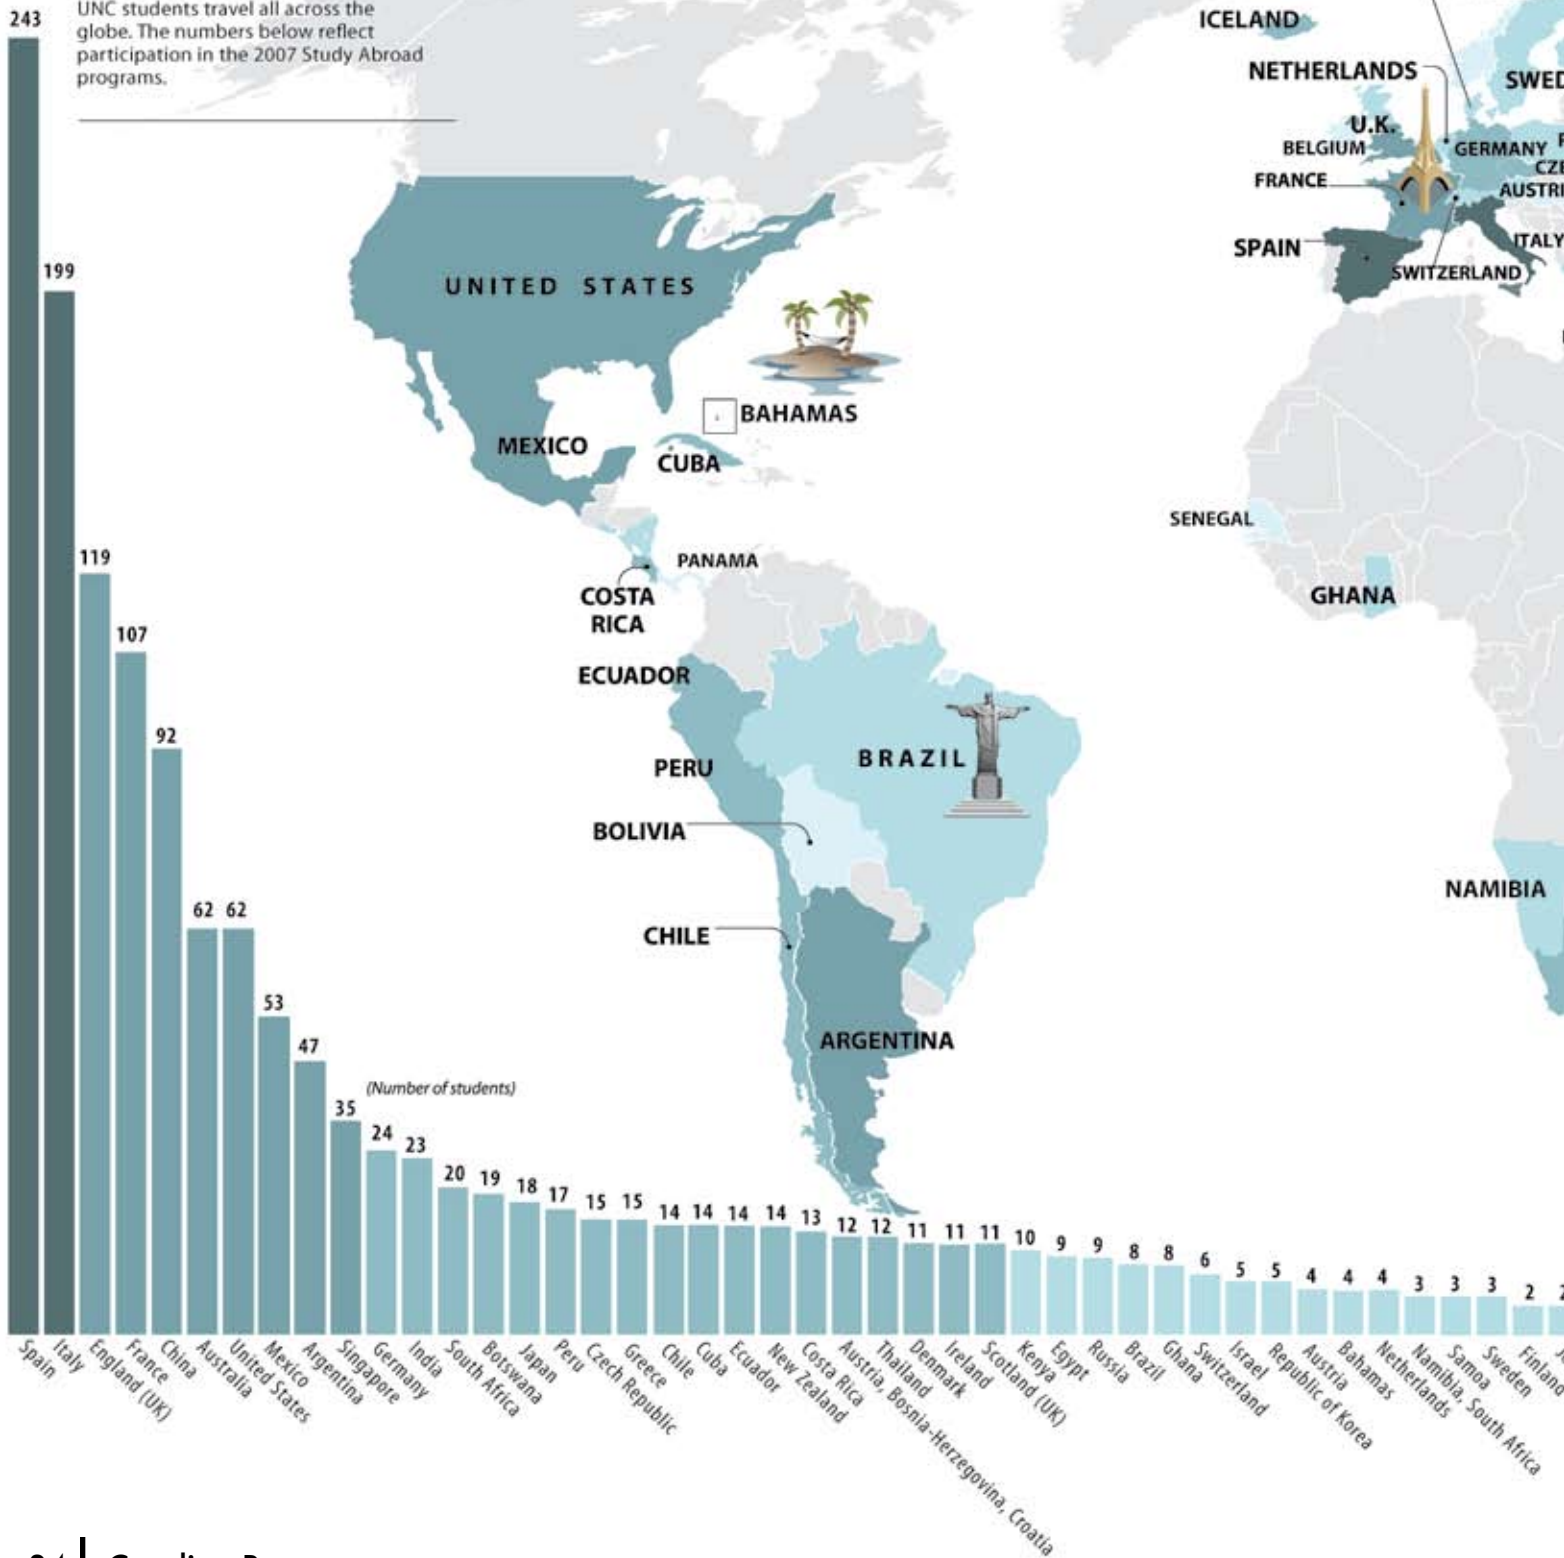 UNC students travel all across the
globe. The numbers below reflect
participation in the 2007 Study Abroad
programs.
ICELAND
NETHERLANDS
U.K.
BELGIUM
GERMANY
FRANCE
SPAIN
ITALY
SWITZERLAND
UNITED STATES
BAHAMAS
MEXICO
CUBA
PANAMA
COSTA
RICA
SENEGAL
GHANA
ECUADOR
PERU
BRAZIL
BOLIVIA
CHILE
NAMIBIA
ARGENTINA
(Number of students)
243
199
119
107
92
62
62
53
47
35
24
23
20
19
18
17
15
15
14
14
14
14
13
12
12
11
11
11
10
9
9
8
8
6
5
5
4
4
4
3
3
3
2
Spain
Italy
England (UK)
France
China
Australia
United States
Mexico
Argentina
Singapore
Germany
India
South Africa
Botswana
Japan
Peru
Czech Republic
Greece
Chile
Cuba
Ecuador
New Zealand
Costa Rica
Austria, Bosnia-Herzegovina, Croatia
Thailand
Denmark
Ireland
Scotland (UK)
Kenya
Egypt
Russia
Brazil
Ghana
Switzerland
Israel
Republic of Korea
Austria
Bahamas
Netherlands
Namibia, South Africa
Samoa
Sweden
Finland